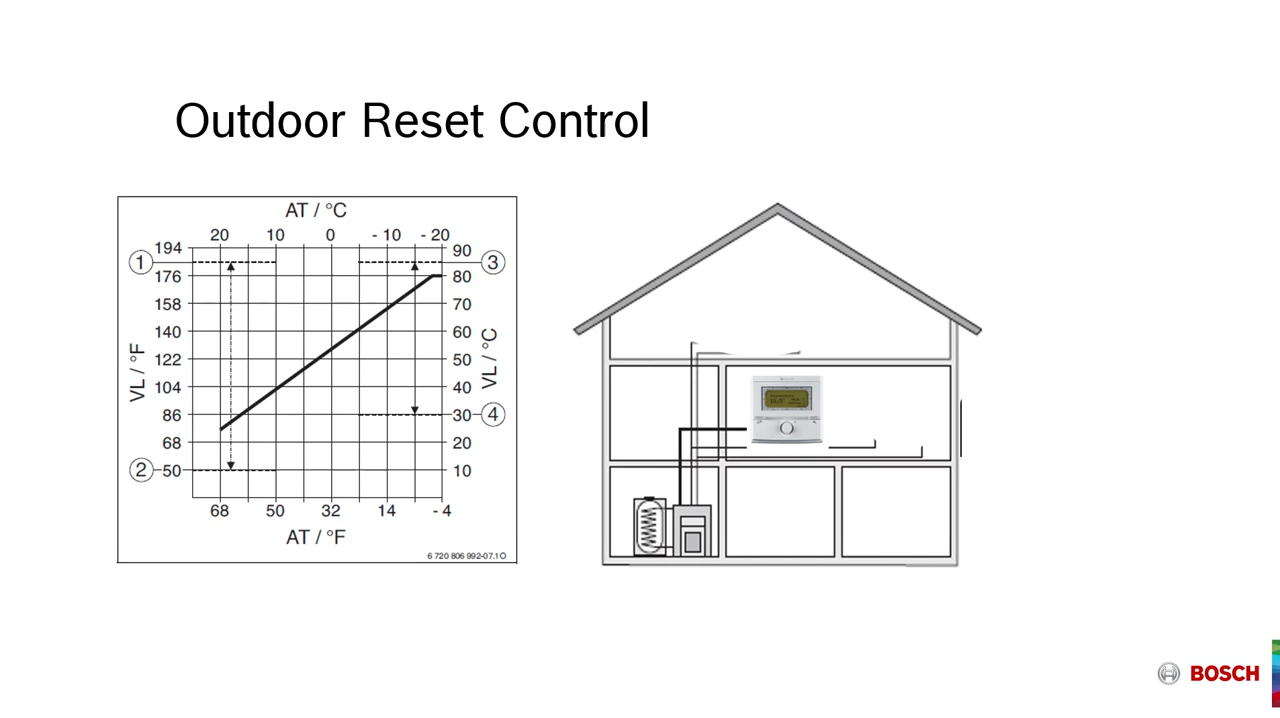 Outdoor Reset Control
AT / °C
20 10 0 - 10 - 20
194 90
1 3
176 80
158 70
140 60
VL / °F
VL / °C
122 50
104 40
86 30 4
68 20
2 50 10
68 50 32 14 - 4
AT / °F
6 720 806 992-07.1O
BOSCH